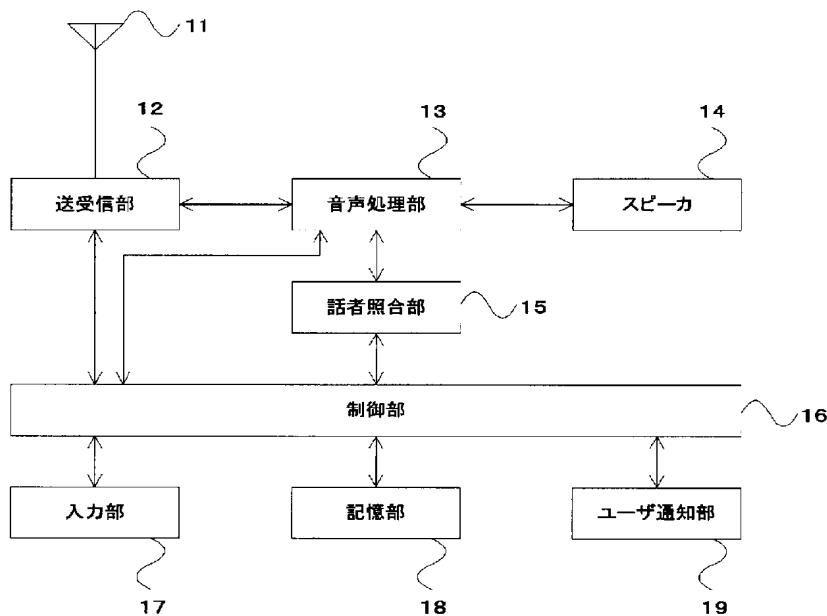 11
12
13
14
送受信部
音声処理部
スピーカ
話者照合部
15
制御部
16
入力部
記憶部
ユーザ通知部
17
18
19